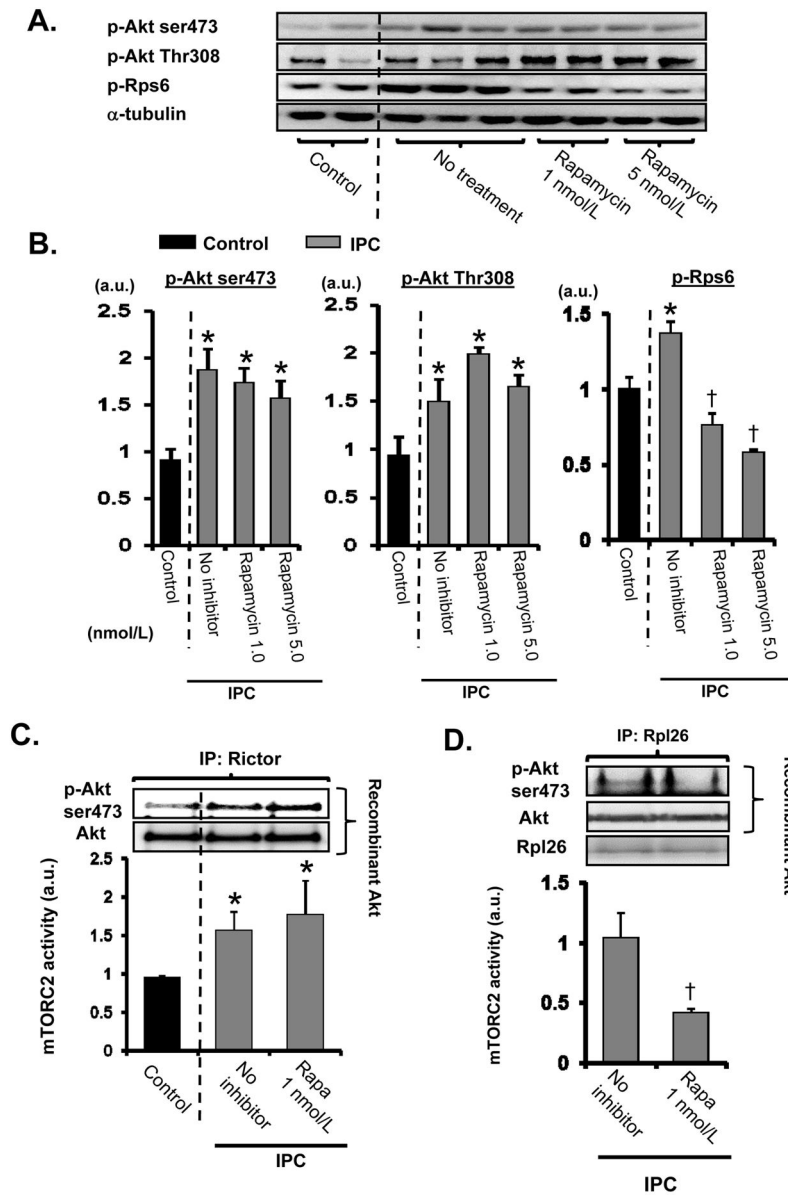 A.
p-Akt ser473
p-Akt Thr308
p-Rps6
α-tubulin
Control
No treatment
Rapamycin
1 nmol/L
Rapamycin
5 nmol/L
B.
Control
IPC
p-Akt ser473
(a.u.)
2.5
2
1.5
1
0.5
0
Control
No inhibitor
Rapamycin 1.0
Rapamycin 5.0
(nmol/L)
IPC
p-Akt Thr308
(a.u.)
2.5
2
1.5
1
0.5
0
* * *
* * *
Control
No inhibitor
Rapamycin 1.0
Rapamycin 5.0
IPC
p-Rps6
(a.u.)
1.5
1
0.5
0
* † †
Control
No inhibitor
Rapamycin 1.0
Rapamycin 5.0
IPC
C.
IP: Rictor
p-Akt
ser473
Akt
Recombinant Akt
mTORC2 activity (a.u.)
2.5
2
1.5
1
0.5
0
* *
Control
No
inhibitor
Rapa
1 nmol/L
IPC
D.
IP: Rpl26
p-Akt
ser473
Akt
Rpl26
Recombinant Akt
mTORC2 activity (a.u.)
1.5
1
0.5
0
†
No
inhibitor
Rapa
1 nmol/L
IPC